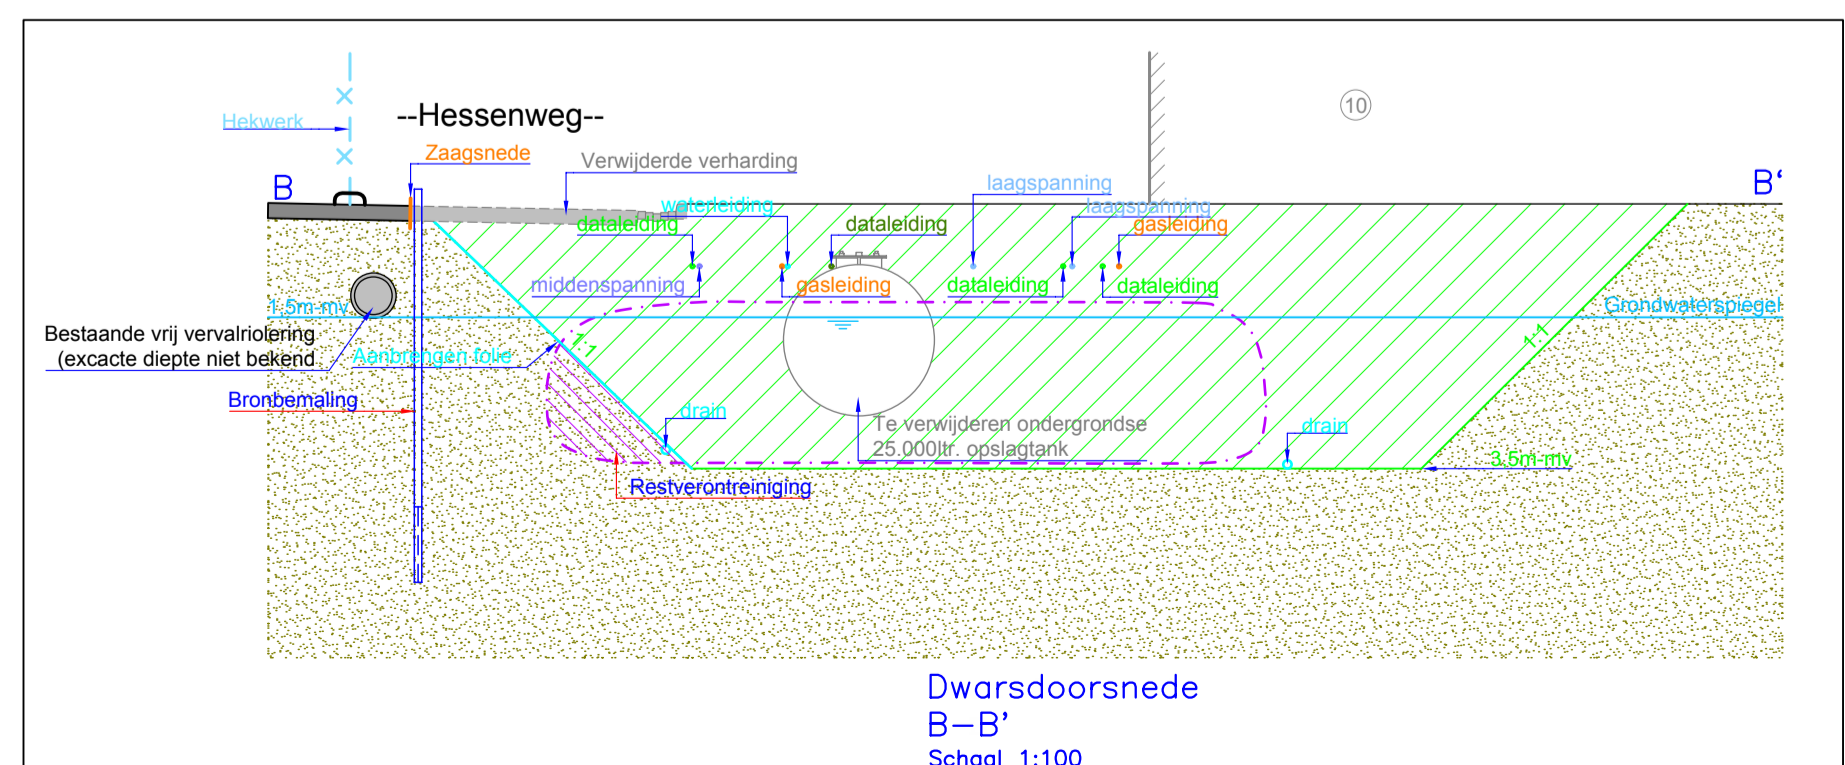 Hekwerk
--Hessenweg--
10
Zaagsnede
Verwijderde verharding
B
laagspanning
B'
waterleiding
laagspanning
dataleiding
dataleiding
gasleiding
middenspanning
gasleiding
dataleiding
dataleiding
1.5m-mv
Grondwaterspiegel
Bestaande vrij vervalriolering
(excacte diepte niet bekend
Aanbrengen folie
1:1
1:1
Bronbemaling
drain
Te verwijderen ondergrondse
25.000ltr. opslagtank
drain
3.5m-mv
Restverontreiniging
Dwarsdoorsnede
B-B'
Schaal 1:100